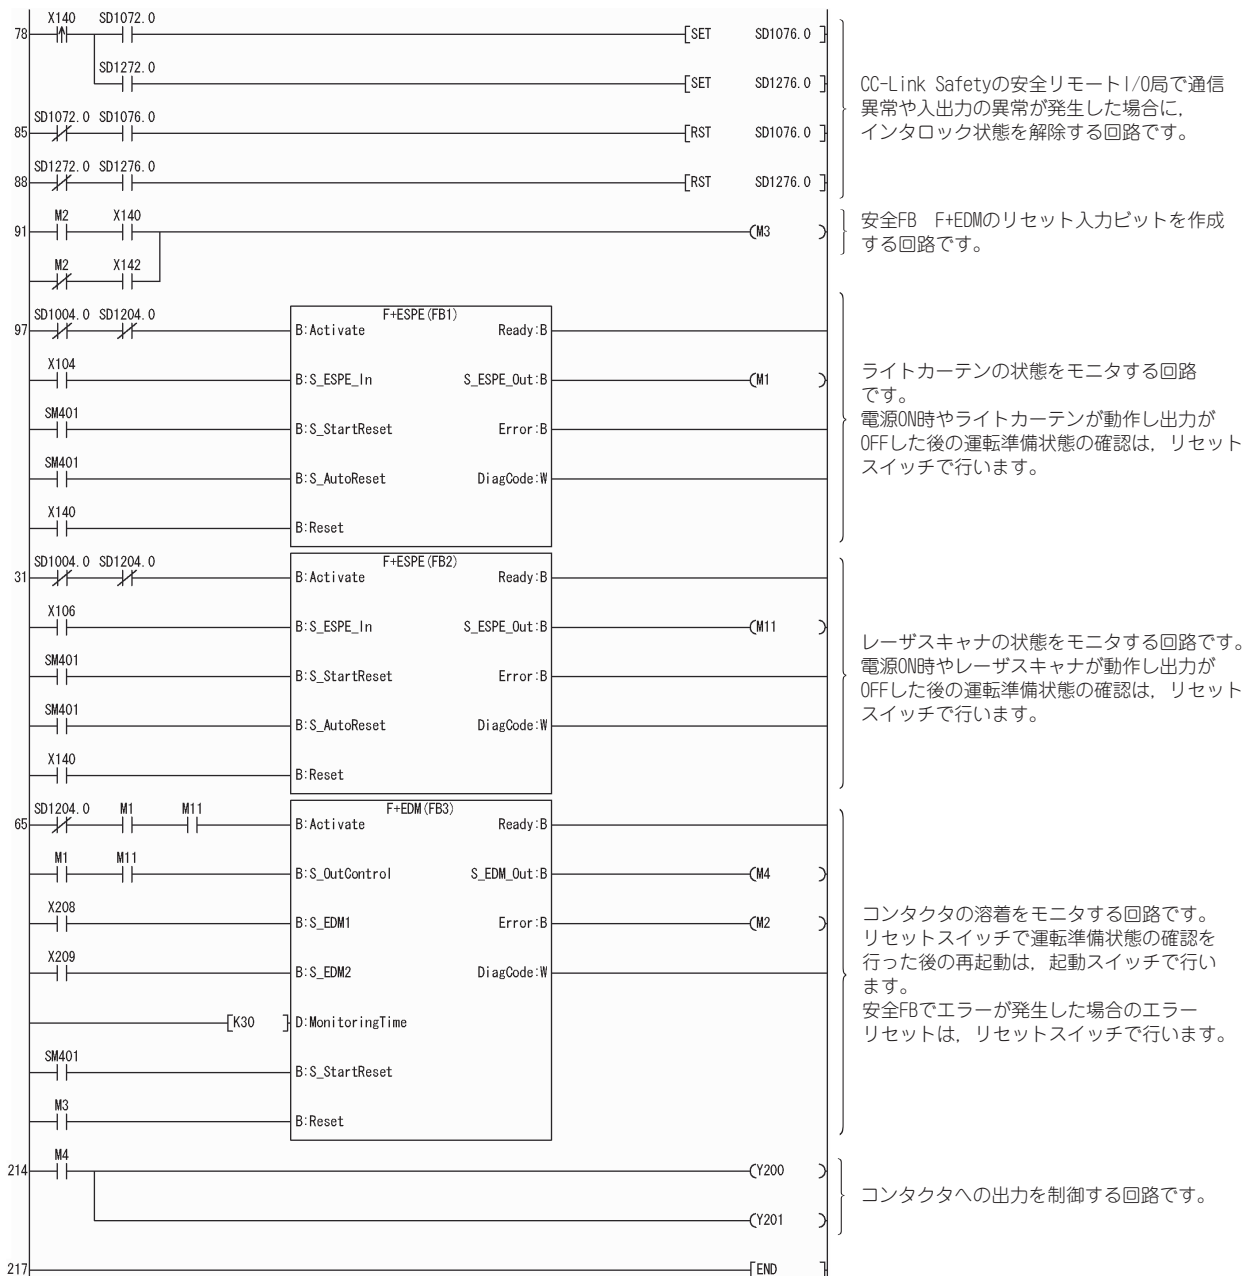 X140 SD1072.0
78 SET SD1076.0
SD1272.0
SET SD1276.0
SD1072.0 SD1076.0
85 RST SD1076.0
SD1272.0 SD1276.0
88 RST SD1276.0
CC-Link Safetyの安全リモートI/O局で通信
異常や入出力の異常が発生した場合に,
インタロック状態を解除する回路です。
M2 X140
91 M3
M2 X142
安全FB F+EDMのリセット入力ビットを作成
する回路です。
SD1004.0 SD1204.0
F+ESPE(FB1)
97 B:Activate Ready:B
X104
B:S_ESPE_In S_ESPE_Out:B M1
SM401
B:S_StartReset Error:B
SM401
B:S_AutoReset DiagCode:W
X140
B:Reset
ライトカーテンの状態をモニタする回路
です。
電源ON時やライトカーテンが動作し出力が
OFFした後の運転準備状態の確認は, リセット
スイッチで行います。
SD1004.0 SD1204.0
F+ESPE(FB2)
31 B:Activate Ready:B
X106
B:S_ESPE_In S_ESPE_Out:B M11
SM401
B:S_StartReset Error:B
SM401
B:S_AutoReset DiagCode:W
X140
B:Reset
レーザスキャナの状態をモニタする回路です。
電源ON時やレーザスキャナが動作し出力が
OFFした後の運転準備状態の確認は, リセット
スイッチで行います。
SD1204.0 M1 M11
F+EDM(FB3)
65 B:Activate Ready:B
M1 M11
B:S_OutControl S_EDM_Out:B M4
X208
B:S_EDM1 Error:B M2
X209
B:S_EDM2 DiagCode:W
K30 D:MonitoringTime
SM401
B:S_StartReset
M3
B:Reset
コンタクタの溶着をモニタする回路です。
リセットスイッチで運転準備状態の確認を
行った後の再起動は, 起動スイッチで行い
ます。
安全FBでエラーが発生した場合のエラー
リセットは, リセットスイッチで行います。
M4
214 Y200
Y201
コンタクタへの出力を制御する回路です。
217 END